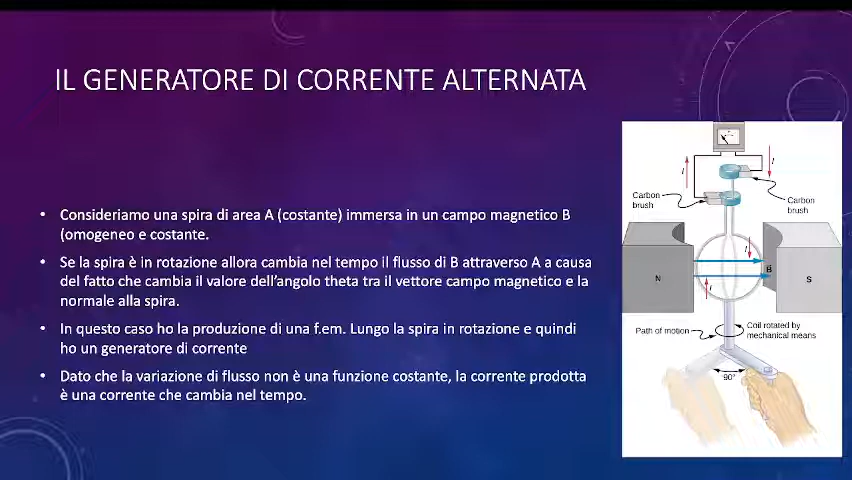 IL GENERATORE DI CORRENTE ALTERNATA
• Consideriamo una spira di area A (costante) immersa in un campo magnetico B
(omogeneo e costante.
• Se la spira è in rotazione allora cambia nel tempo il flusso di B attraverso A a causa
del fatto che cambia il valore dell'angolo theta tra il vettore campo magnetico e la
normale alla spira.
• In questo caso ho la produzione di una f.em. Lungo la spira in rotazione e quindi
ho un generatore di corrente
• Dato che la variazione di flusso non è una funzione costante, la corrente prodotta
è una corrente che cambia nel tempo.
I
I
Carbon
brush
Carbon
brush
I
N
B
S
I
Path of motion
Coil rotated by
mechanical means
90°